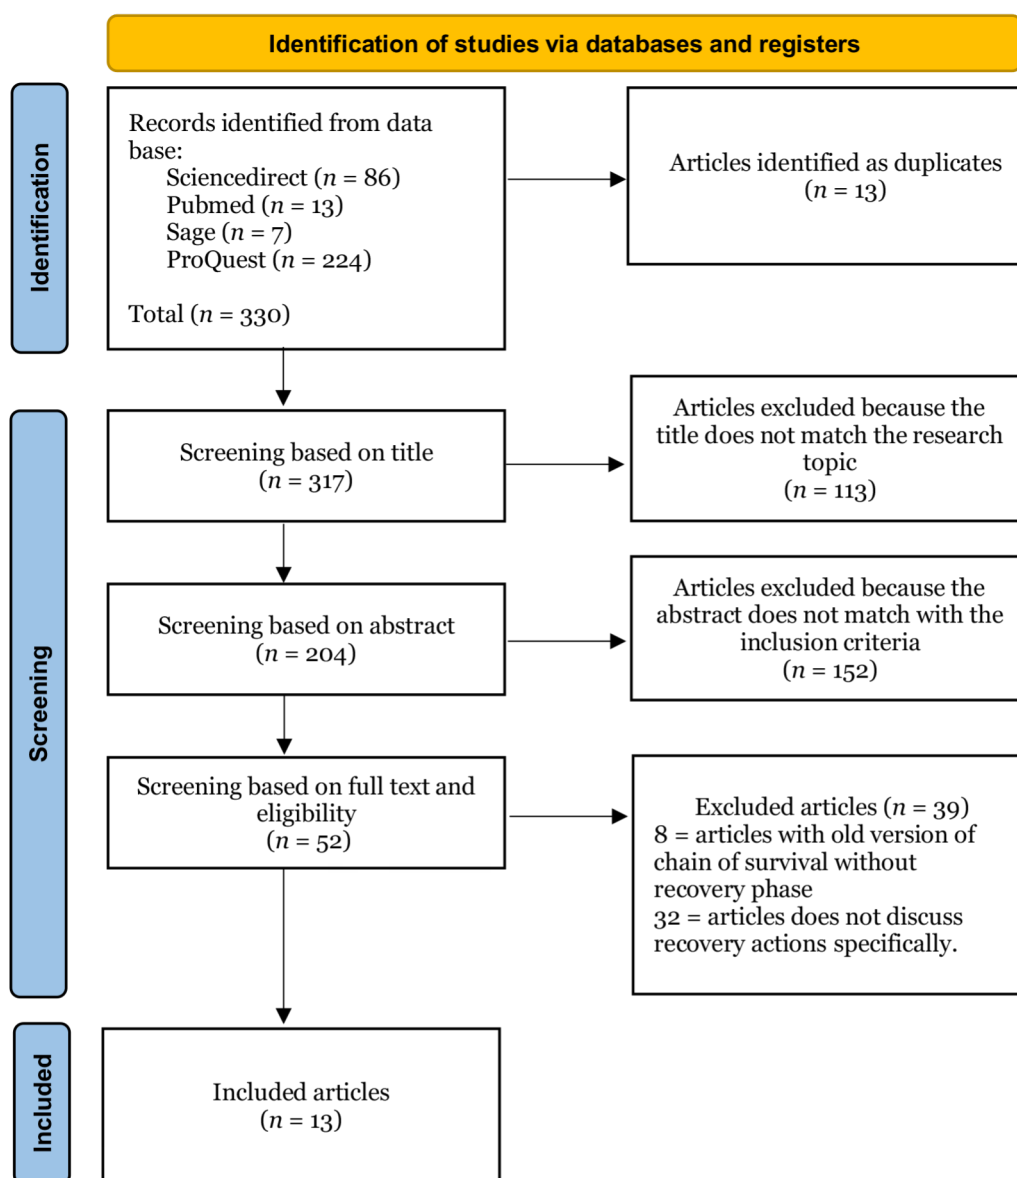 Identification of studies via databases and registers
Identification
Records identified from data
base:
Sciencedirect (n = 86)
Pubmed (n = 13)
Sage (n = 7)
ProQuest (n = 224)
Total (n = 330)
Articles identified as duplicates
(n = 13)
Screening
Screening based on title
(n = 317)
Articles excluded because the
title does not match the research
topic
(n = 113)
Screening based on abstract
(n = 204)
Articles excluded because the
abstract does not match with the
inclusion criteria
(n = 152)
Screening based on full text and
eligibility
(n = 52)
Excluded articles (n = 39)
8 = articles with old version of
chain of survival without
recovery phase
32 = articles does not discuss
recovery actions specifically.
Included
Included articles
(n = 13)